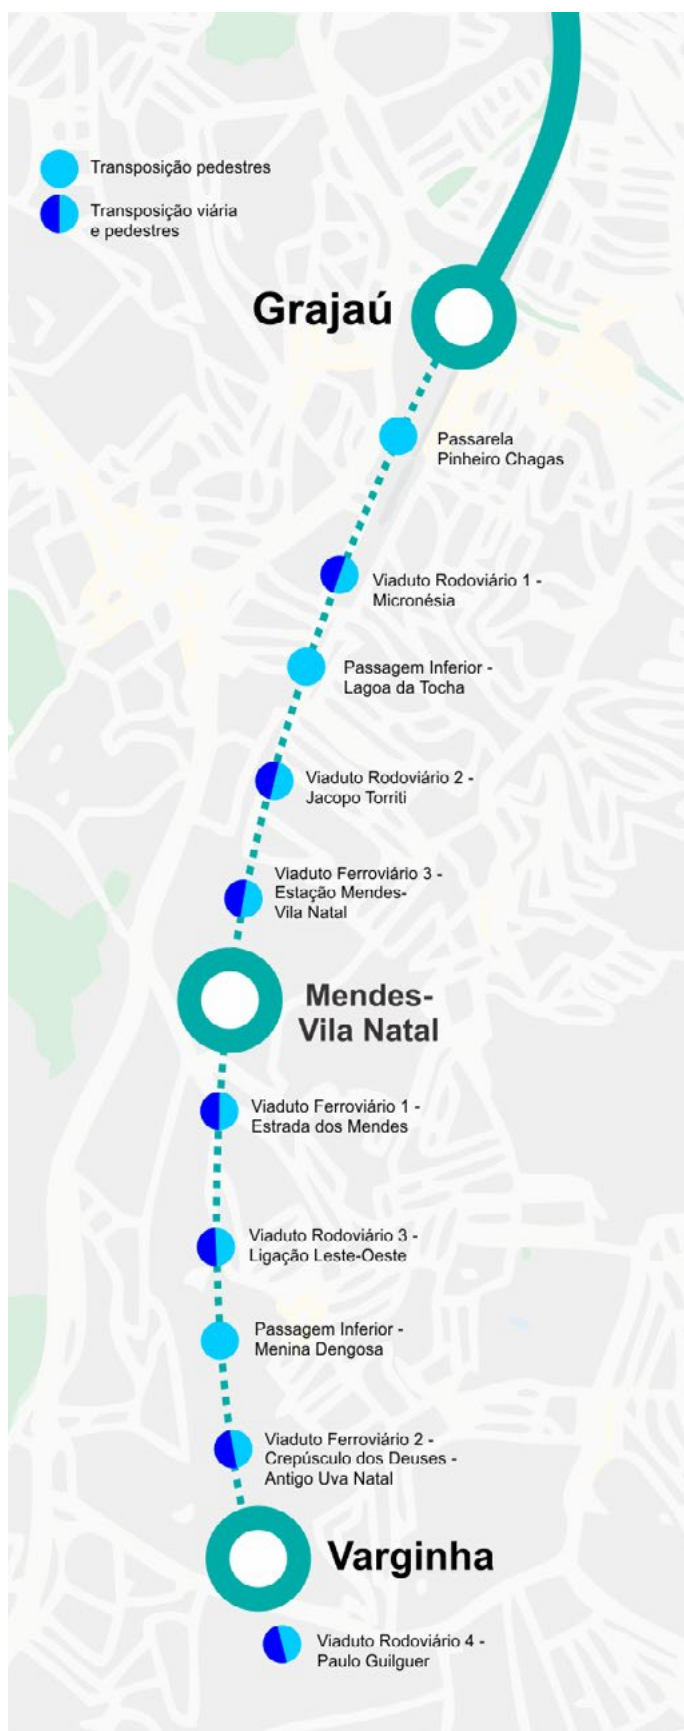 Transposição pedestres
Transposição viária
e pedestres
Grajaú
Passarela
Pinheiro Chagas
Viaduto Rodoviário 1 -
Micronésia
Passagem Inferior -
Lagoa da Tocha
Viaduto Rodoviário 2 -
Jacopo Torriti
Viaduto Ferroviário 3 -
Estação Mendes-
Vila Natal
Mendes-
Vila Natal
Viaduto Ferroviário 1 -
Estrada dos Mendes
Viaduto Rodoviário 3 -
Ligação Leste-Oeste
Passagem Inferior -
Menina Dengosa
Viaduto Ferroviário 2 -
Crepúsculo dos Deuses -
Antigo Uva Natal
Varginha
Viaduto Rodoviário 4 -
Paulo Guilguer